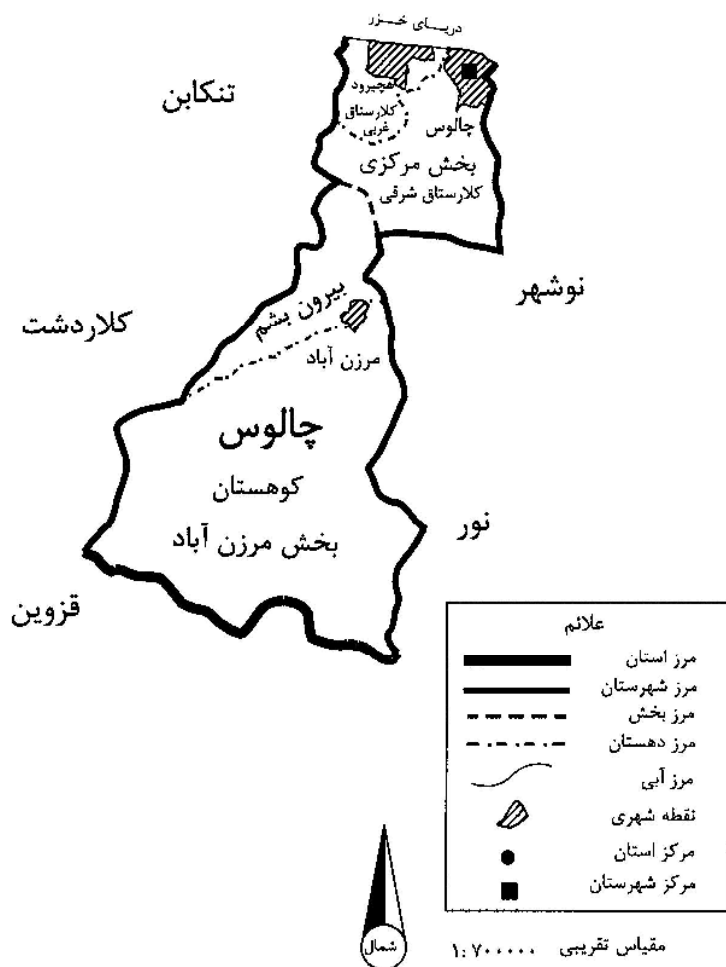 دریـای خـزر
تنکابن
هچیرود
کلارستاق
غربی
چالوس
بخش مرکزی
کلارستاق شرقی
نوشهر
کلاردشت
بیرون بشم
مرزن آباد
چالوس
کوهستان
بخش مرزن آباد
نور
قزوین
علائم
مرز استان
مرز شهرستان
مرز بخش
مرز دهستان
مرز آبی
نقطه شهری
مرکز استان
مرکز شهرستان
شمال
مقیاس تقریبی ۱:۷۰۰۰۰۰